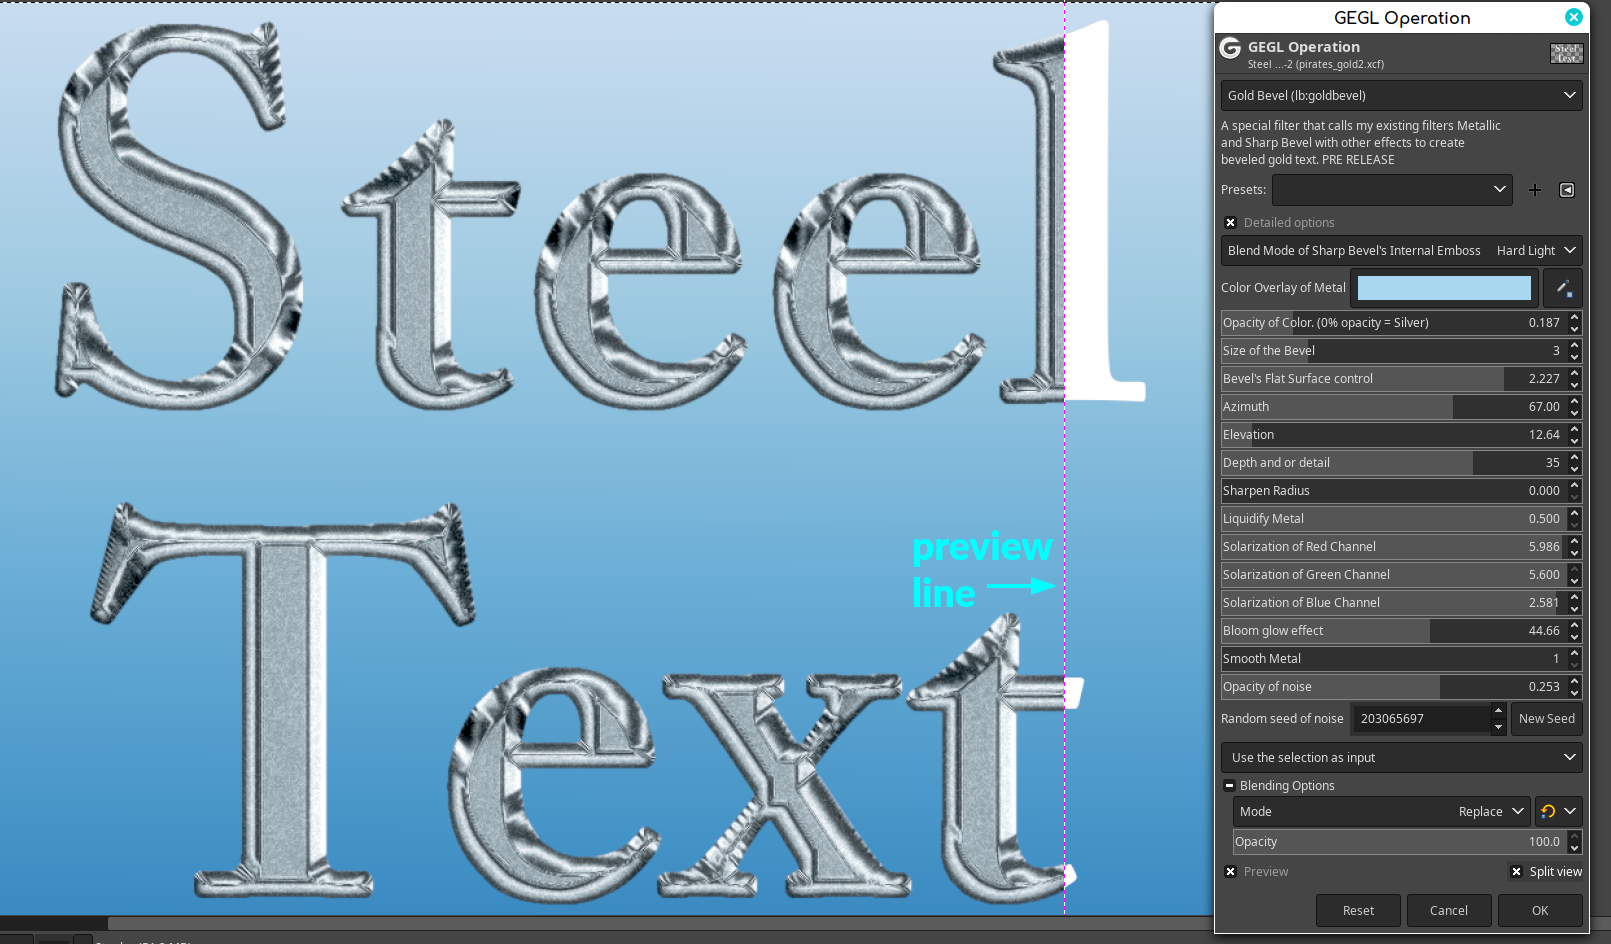 Steel
Text
preview
line
GEGL Operation
GEGL Operation
Steel ...-2 (pirates_gold2.xcf)
Gold Bevel (lb:goldbevel)
A special filter that calls my existing filters Metallic
and Sharp Bevel with other effects to create
beveled gold text. PRE RELEASE
Presets:
Detailed options
Blend Mode of Sharp Bevel's Internal Emboss Hard Light
Color Overlay of Metal
Opacity of Color. (0% opacity = Silver) 0.187
Size of the Bevel 3
Bevel's Flat Surface control 2.227
Azimuth 67.00
Elevation 12.64
Depth and or detail 35
Sharpen Radius 0.000
Liquidify Metal 0.500
Solarization of Red Channel 5.986
Solarization of Green Channel 5.600
Solarization of Blue Channel 2.581
Bloom glow effect 44.66
Smooth Metal 1
Opacity of noise 0.253
Random seed of noise 203065697 New Seed
Use the selection as input
Blending Options
Mode Replace
Opacity 100.0
Preview Split view
Reset Cancel OK